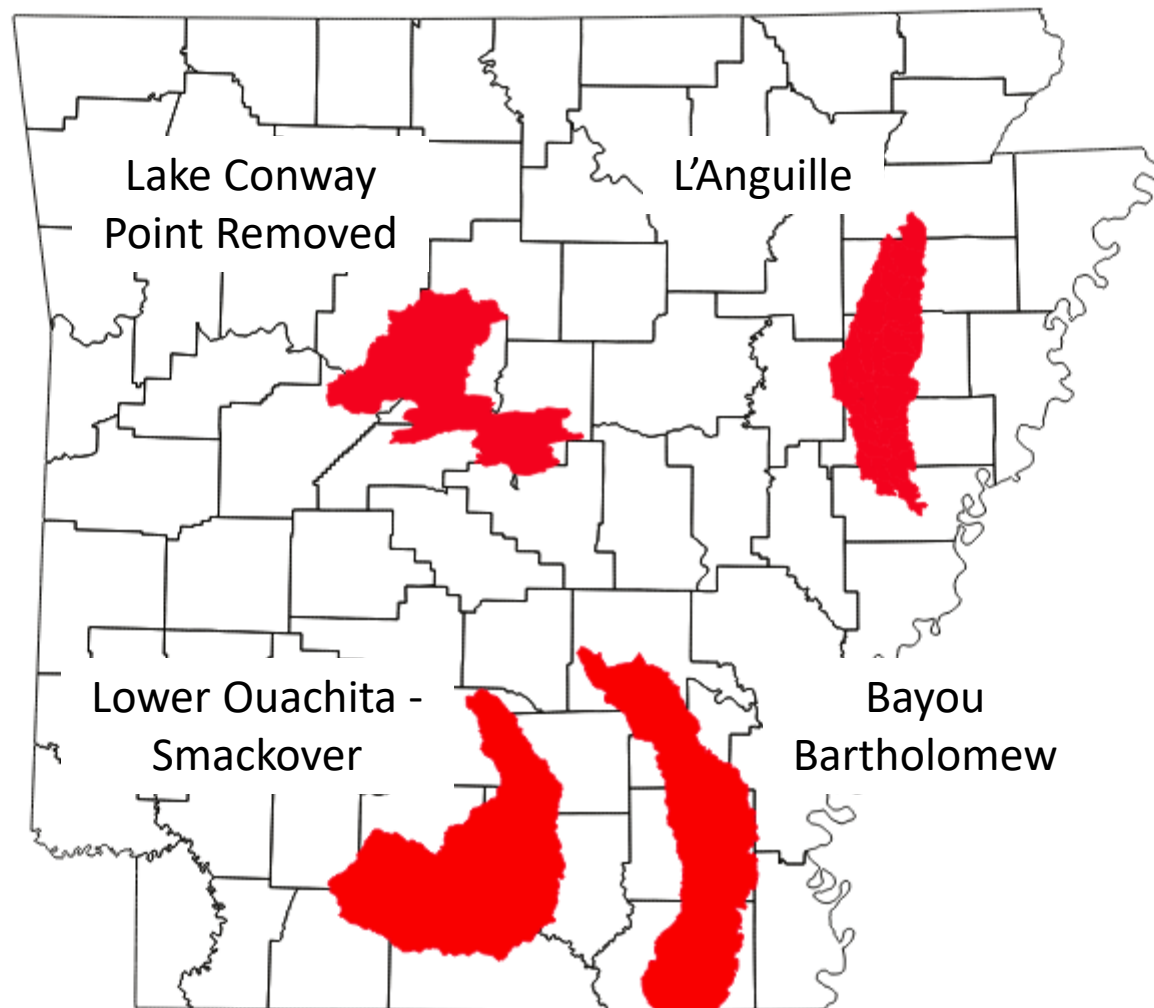 Lake Conway
Point Removed
L’Anguille
Lower Ouachita -
Smackover
Bayou
Bartholomew